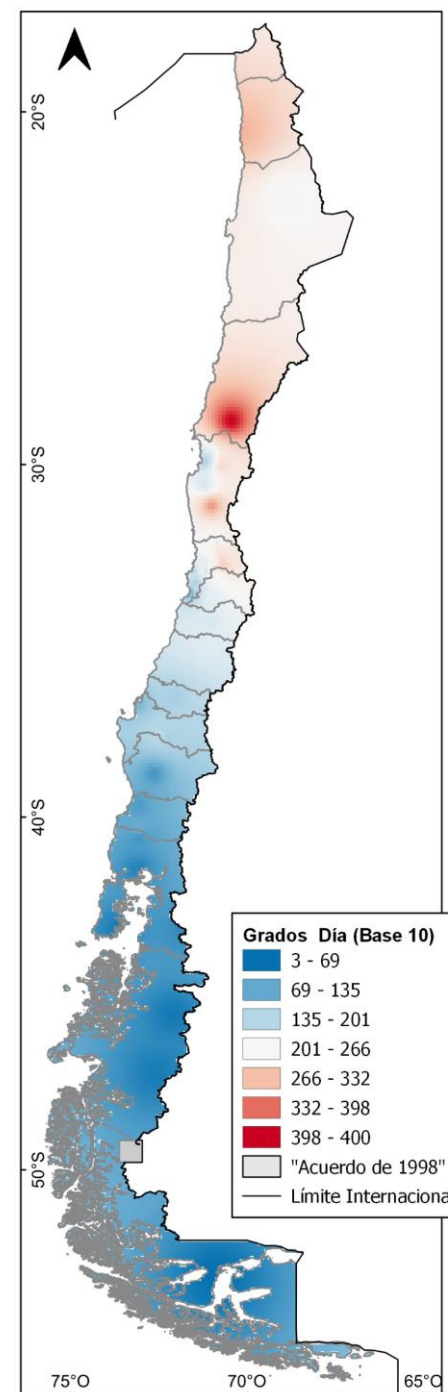 20°S
30°S
40°S
50°S
Grados Día (Base 10)
3 - 69
69 - 135
135 - 201
201 - 266
266 - 332
332 - 398
398 - 400
"Acuerdo de 1998"
Límite Internaciona
75°O
70°O
65°O